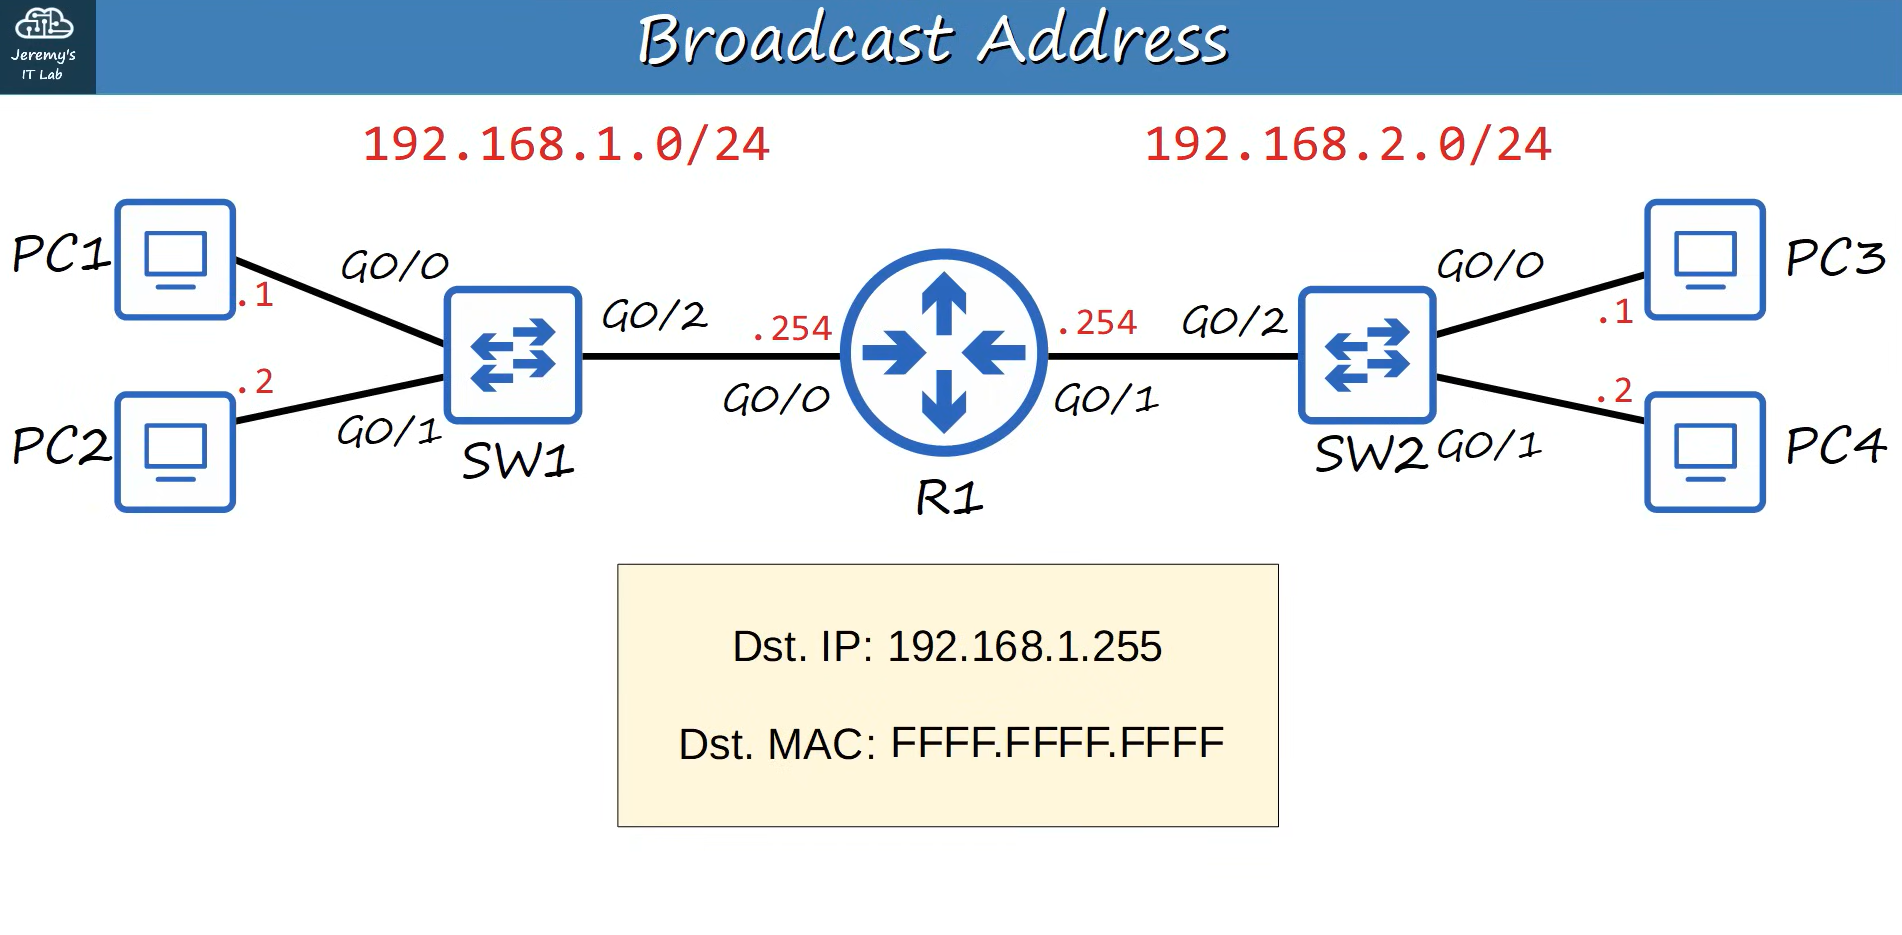 Jeremy's
IT Lab
Broadcast Address
192.168.1.0/24
192.168.2.0/24
PC1
.1
G0/0
PC2
.2
G0/1
SW1
G0/2
.254
G0/0
R1
.254
G0/1
G0/2
SW2
G0/0
.1
PC3
G0/1
.2
PC4
Dst. IP: 192.168.1.255
Dst. MAC: FFFF.FFFF.FFFF